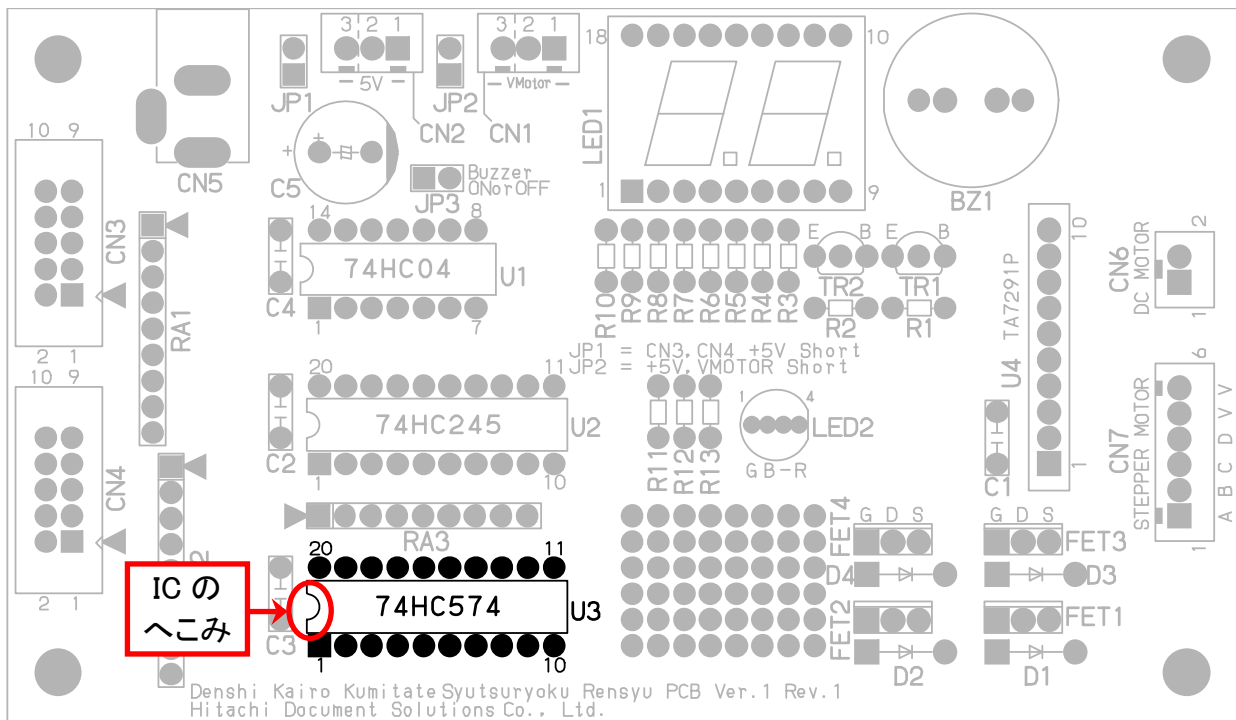 3 2 1
3 2 1
JP1
5V
JP2
VMotor
CN2
CN1
18
10
LED1
1
9
BZ1
10 9
CN3
2 1
CN5
+
+
C5
JP3
Buzzer
ONorOFF
RA1
14
8
74HC04
U1
C4
1
7
R10
R9
R8
R7
R6
R5
R4
R3
E B
TR2
R2
E B
TR1
R1
10
TA7291P
U4
1
2
CN6
DC MOTOR
1
JP1 = CN3,CN4 +5V Short
JP2 = +5V,VMOTOR Short
10 9
CN4
2 1
20
11
74HC245
U2
C2
1
10
R11
R12
R13
1
4
LED2
GB-R
C1
6
CN7
STEPPER MOTOR
A B C D V V
1
RA3
2
20
11
74HC574
U3
C3
1
10
ICの
へこみ
FET4
G D S
D4
FET2
D2
G D S
FET3
D3
FET1
D1
Denshi Kairo Kumitate Syutsuryoku Rensyu PCB Ver.1 Rev.1
Hitachi Document Solutions Co., Ltd.